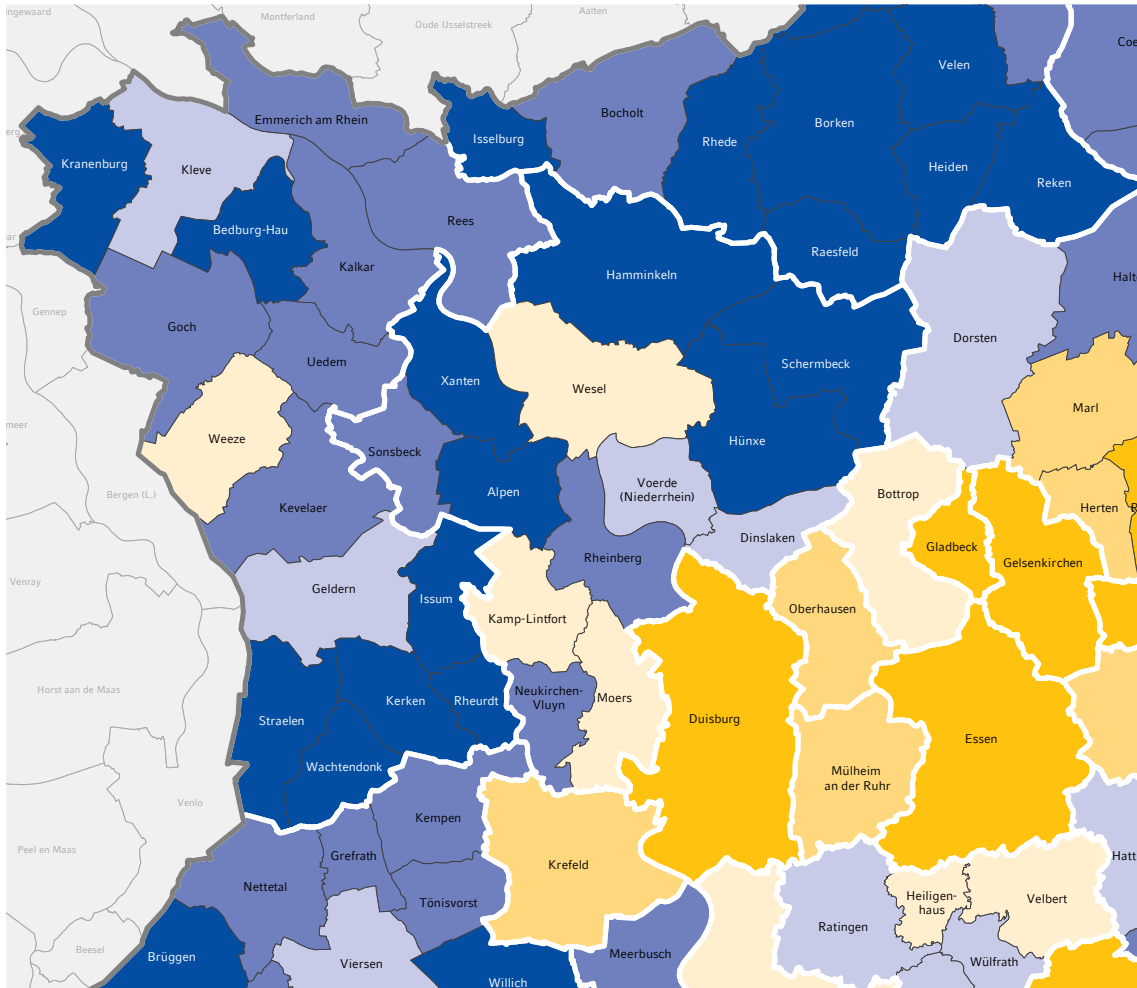 ngewaard
Montferland
Oude IJsselstreek
Aalten
Coe
Velen
Emmerich am Rhein
Bocholt
Borken
Isselburg
Rhede
Kranenburg
Kleve
Heiden
Reken
Bedburg-Hau
Rees
Raesfeld
Kalkar
Hamminkeln
Halte
Gennep
Goch
Dorsten
Uedem
Schermbeck
Xanten
Wesel
Marl
meer
Weeze
Hünxe
Sonsbeck
Voerde
(Niederrhein)
Alpen
Bottrop
Bergen (L.)
Kevelaer
Herten
R
Dinslaken
Gladbeck
Rheinberg
Gelsenkirchen
Venray
Geldern
Issum
Oberhausen
Kamp-Lintfort
Horst aan de Maas
Neukirchen-
Vluyn
Moers
Kerken
Rheurdt
Straelen
Duisburg
Essen
Wachtendonk
Mülheim
an der Ruhr
Venlo
Kempen
Peel en Maas
Grefrath
Hatt
Krefeld
Nettetal
Tönisvorst
Heiligen-
haus
Velbert
Ratingen
Beesel
Brüggen
Viersen
Meerbusch
Wülfrath
Willich